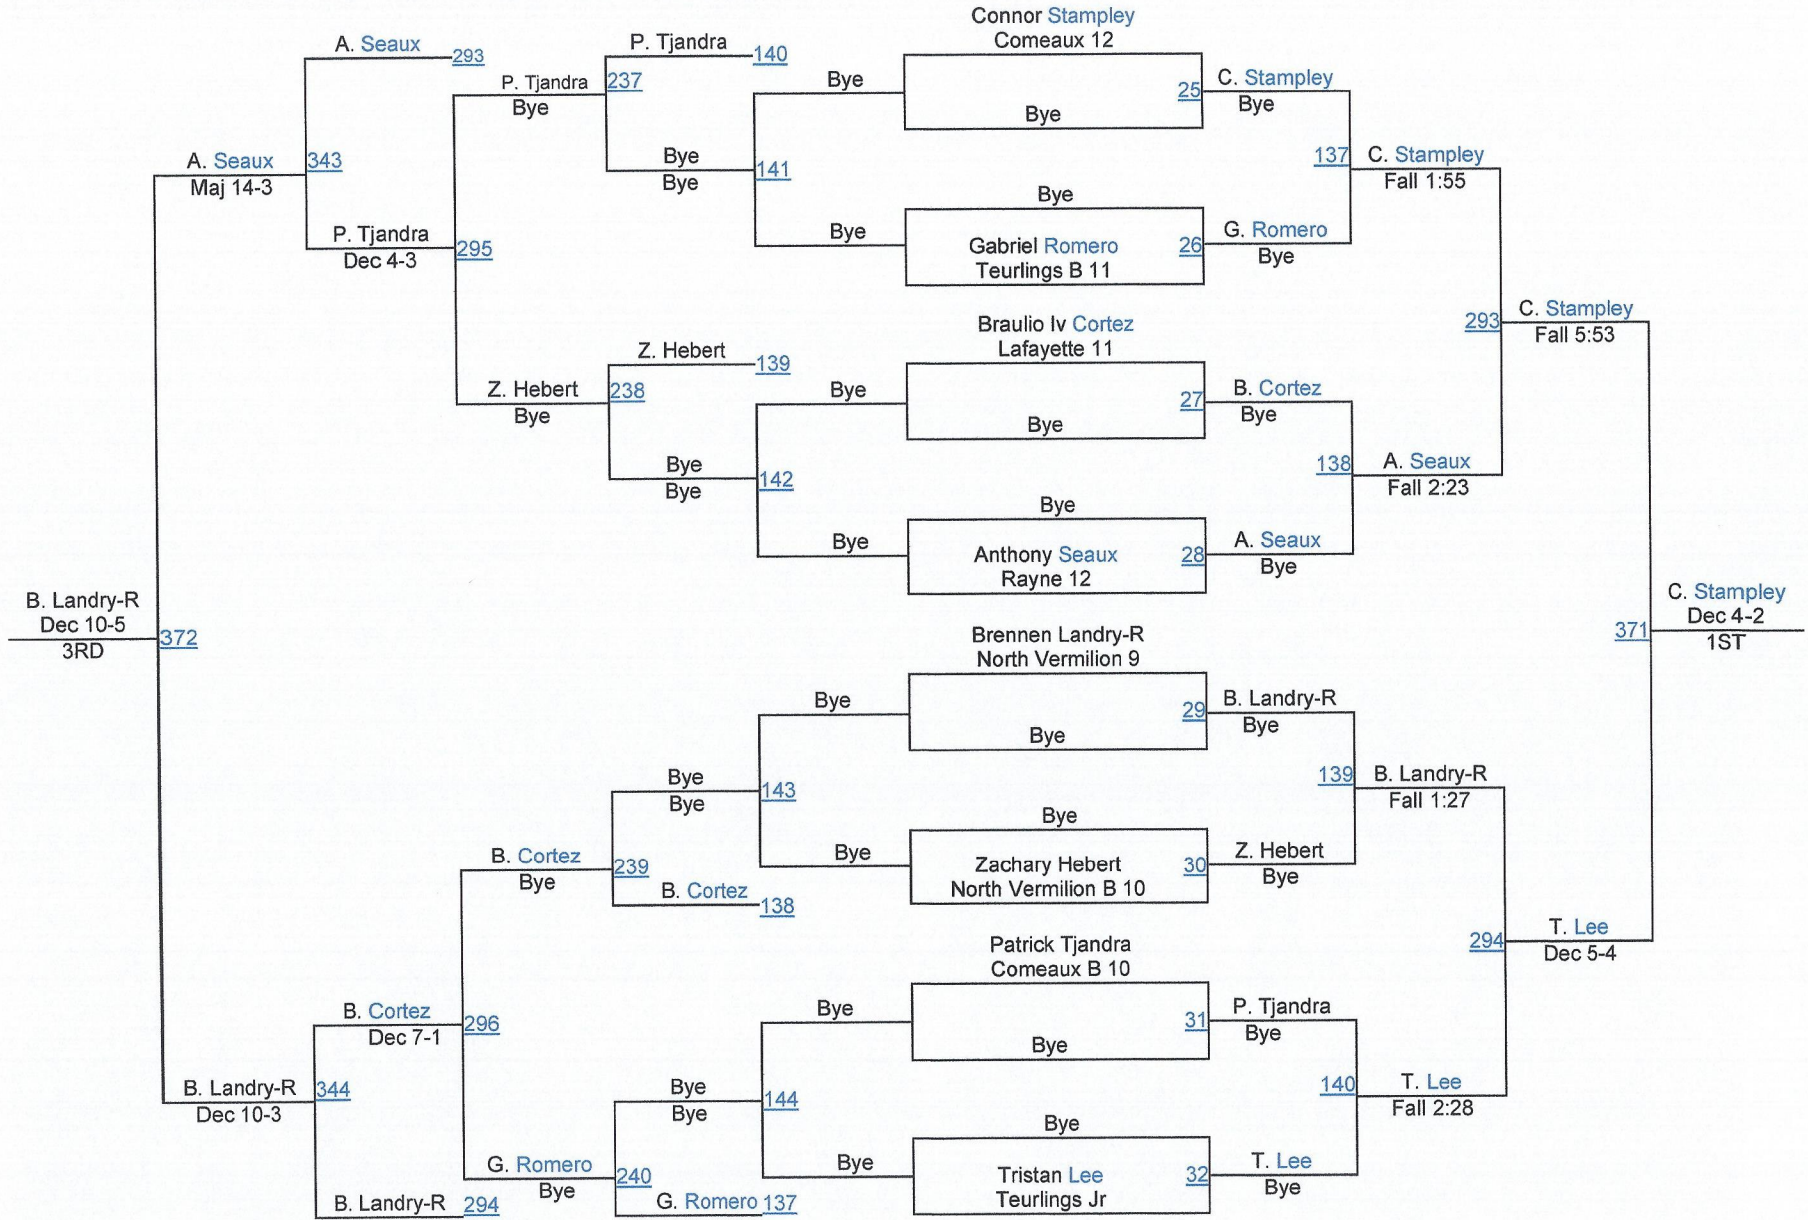 Connor Stampley
Comeaux 12
A. Seaux 293
P. Tjandra 140
P. Tjandra 237
Bye
Bye
25 C. Stampley
Bye
Bye
A. Seaux 343
Maj 14-3
Bye 141
Bye
137 C. Stampley
Fall 1:55
Bye
P. Tjandra 295
Dec 4-3
Bye
Gabriel Romero 26
Teurlings B 11
G. Romero
Bye
293 C. Stampley
Fall 5:53
Braulio Iv Cortez
Lafayette 11
Z. Hebert 139
Z. Hebert 238
Bye
Bye
27 B. Cortez
Bye
Bye
Bye 142
Bye
138 A. Seaux
Fall 2:23
Bye
Bye
Anthony Seaux 28
Rayne 12
A. Seaux
Bye
B. Landry-R
Dec 10-5
3RD
372
C. Stampley
Dec 4-2
1ST
371
Brennen Landry-R
North Vermilion 9
Bye
29 B. Landry-R
Bye
Bye
Bye 143
Bye
139 B. Landry-R
Fall 1:27
Bye
B. Cortez 239
Bye
B. Cortez 138
Bye
Zachary Hebert 30
North Vermilion B 10
Z. Hebert
Bye
294 T. Lee
Dec 5-4
Patrick Tjandra
Comeaux B 10
B. Cortez 296
Dec 7-1
Bye
31 P. Tjandra
Bye
Bye
B. Landry-R 344
Dec 10-3
Bye 144
Bye
140 T. Lee
Fall 2:28
Bye
G. Romero 240
Bye
Bye
Tristan Lee 32
Teurlings Jr
T. Lee
Bye
B. Landry-R 294
G. Romero 137